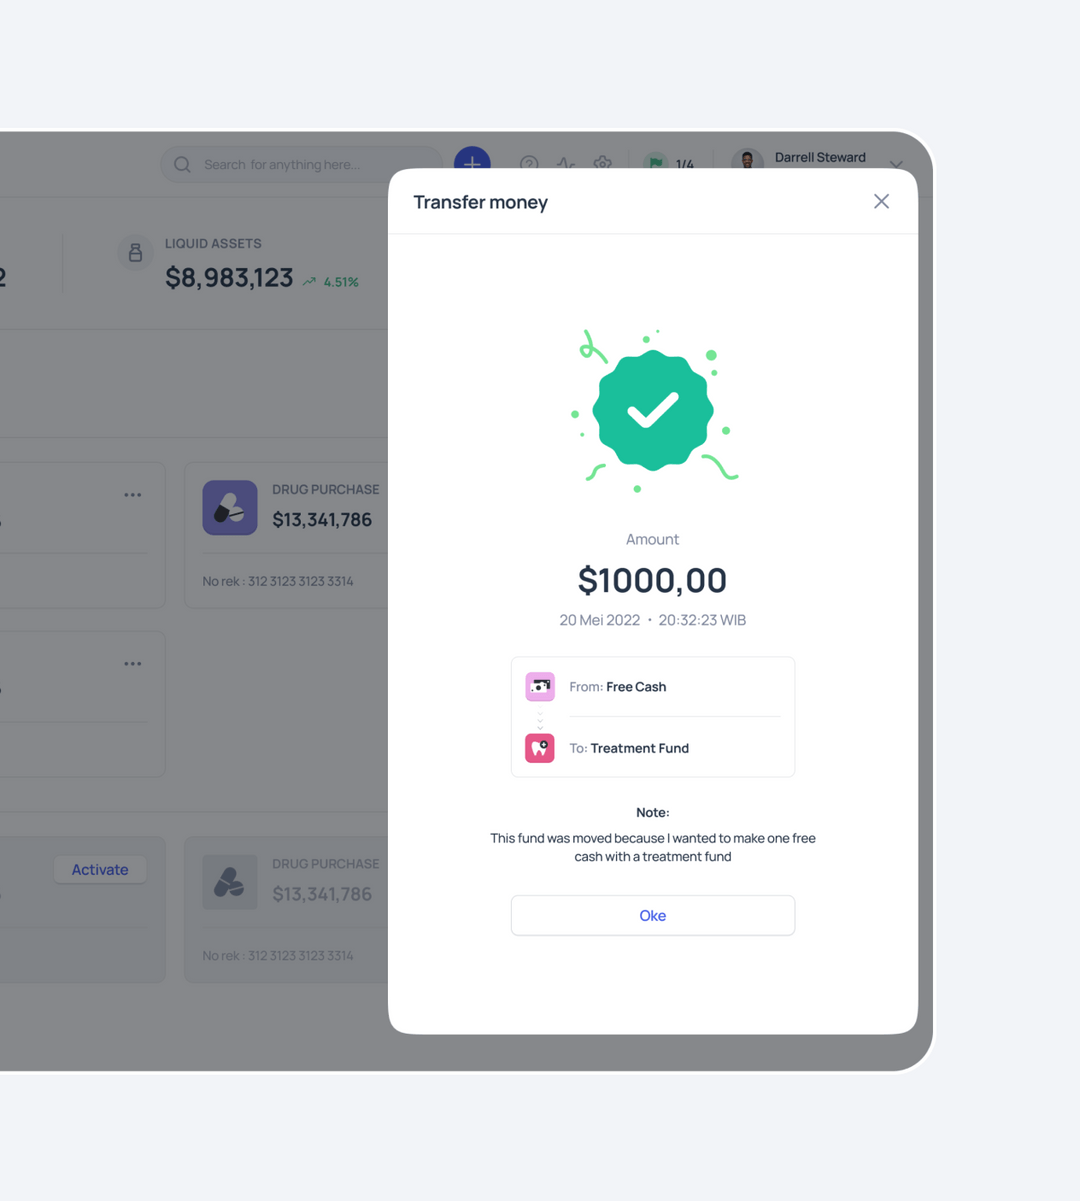 Search for anything here...
1/4
Darrell Steward
Transfer money
LIQUID ASSETS
2
$8,983,123
4.51%
DRUG PURCHASE
$13,341,786
No rek : 312 3123 3123 3314
Amount
$1000,00
20 Mei 2022 • 20:32:23 WIB
From: Free Cash
To: Treatment Fund
Note:
This fund was moved because I wanted to make one free
cash with a treatment fund
Oke
Activate
DRUG PURCHASE
$13,341,786
No rek : 312 3123 3123 3314